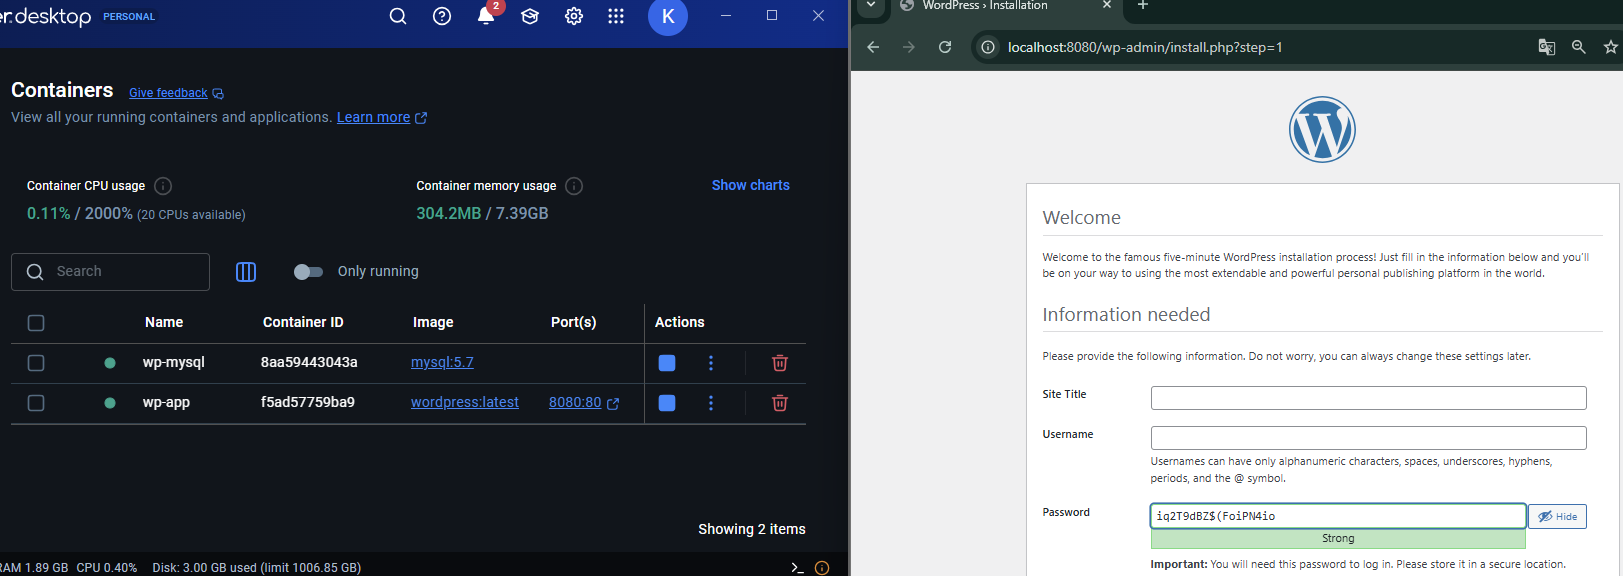 r.desktop PERSONAL
2
K
Containers Give feedback
View all your running containers and applications. Learn more
Container CPU usage
0.11% / 2000% (20 CPUs available)
Container memory usage
304.2MB / 7.39GB
Show charts
Search
Only running
Name Container ID Image Port(s) Actions
wp-mysql 8aa59443043a mysql:5.7
wp-app f5ad57759ba9 wordpress:latest 8080:80
Showing 2 items
RAM 1.89 GB CPU 0.40% Disk: 3.00 GB used (limit 1006.85 GB)
WordPress › Installation
localhost:8080/wp-admin/install.php?step=1
W
Welcome
Welcome to the famous five-minute WordPress installation process! Just fill in the information below and you'll
be on your way to using the most extendable and powerful personal publishing platform in the world.
Information needed
Please provide the following information. Do not worry, you can always change these settings later.
Site Title
Username
Usernames can have only alphanumeric characters, spaces, underscores, hyphens,
periods, and the @ symbol.
Password
iq2T9dBZ$(FoiPN4io
Hide
Strong
Important: You will need this password to log in. Please store it in a secure location.